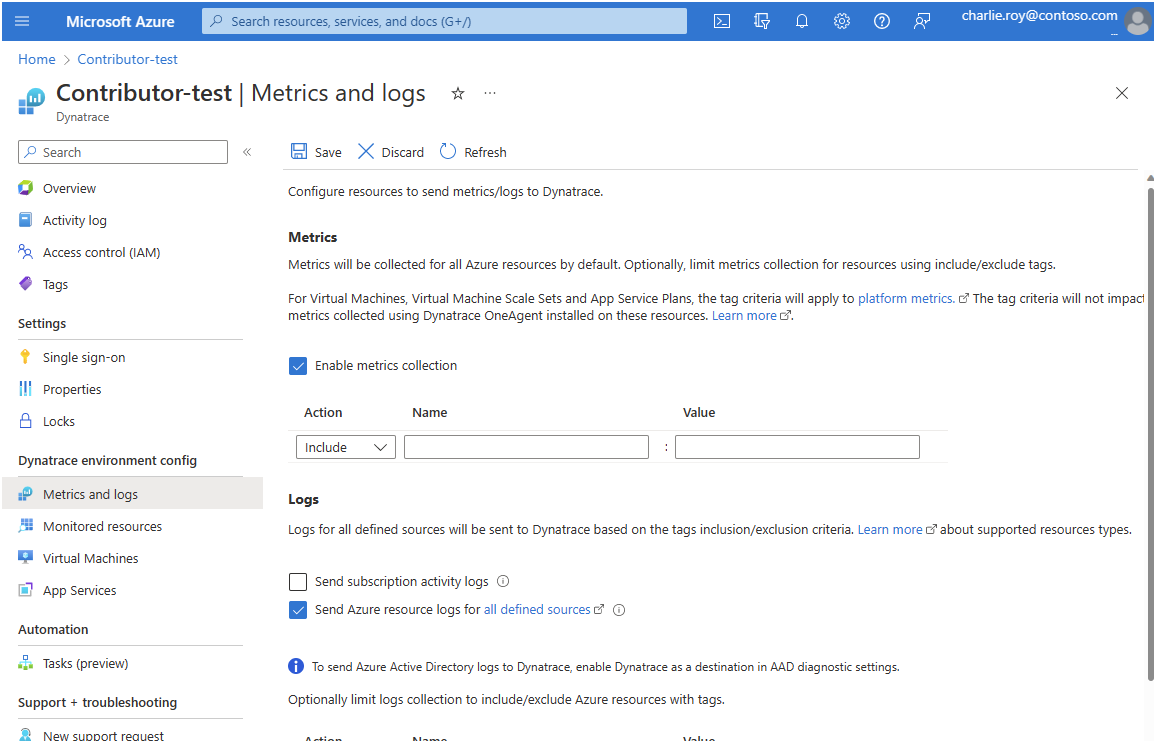 Microsoft Azure
Search resources, services, and docs (G+/)
charlie.roy@contoso.com
Home > Contributor-test
Contributor-test | Metrics and logs
Dynatrace
Search
Save Discard Refresh
Overview
Activity log
Access control (IAM)
Tags
Settings
Single sign-on
Properties
Locks
Dynatrace environment config
Metrics and logs
Monitored resources
Virtual Machines
App Services
Automation
Tasks (preview)
Support + troubleshooting
New support request
Configure resources to send metrics/logs to Dynatrace.
Metrics
Metrics will be collected for all Azure resources by default. Optionally, limit metrics collection for resources using include/exclude tags.
For Virtual Machines, Virtual Machine Scale Sets and App Service Plans, the tag criteria will apply to platform metrics. The tag criteria will not impact
metrics collected using Dynatrace OneAgent installed on these resources. Learn more.
Enable metrics collection
Action Name Value
Include :
Logs
Logs for all defined sources will be sent to Dynatrace based on the tags inclusion/exclusion criteria. Learn more about supported resources types.
Send subscription activity logs
Send Azure resource logs for all defined sources
To send Azure Active Directory logs to Dynatrace, enable Dynatrace as a destination in AAD diagnostic settings.
Optionally limit logs collection to include/exclude Azure resources with tags.
Action Name Value